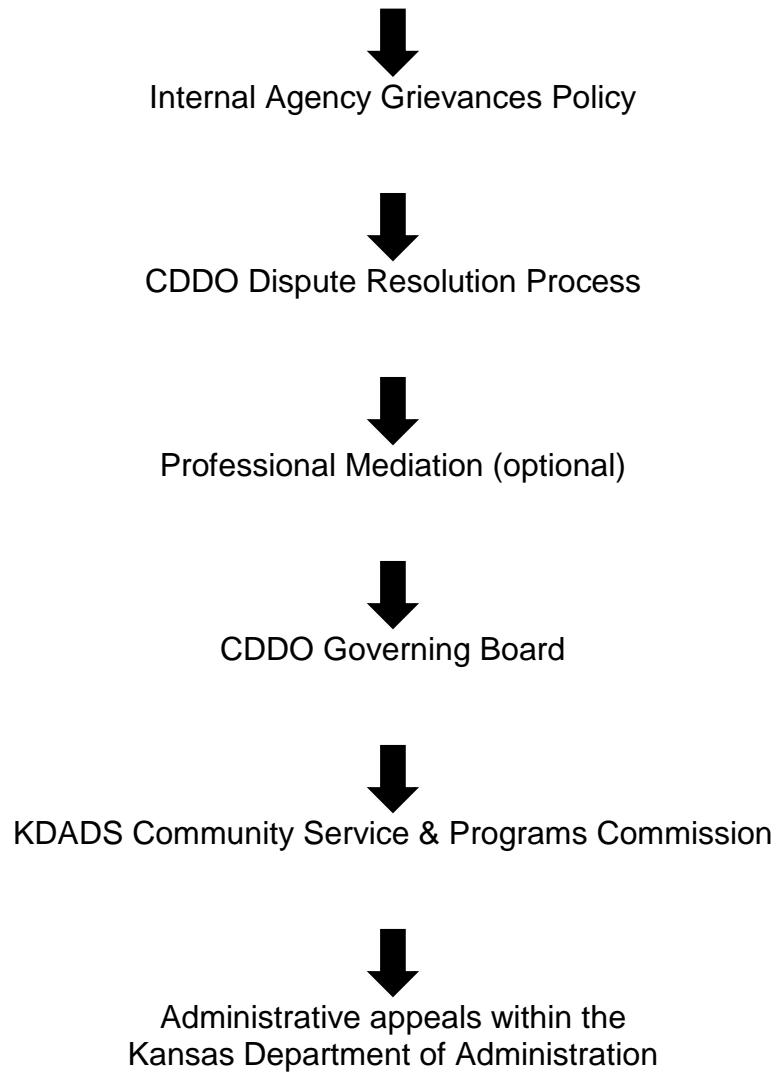 Internal Agency Grievances Policy
CDDO Dispute Resolution Process
Professional Mediation (optional)
CDDO Governing Board
KDADS Community Service & Programs Commission
Administrative appeals within the
Kansas Department of Administration